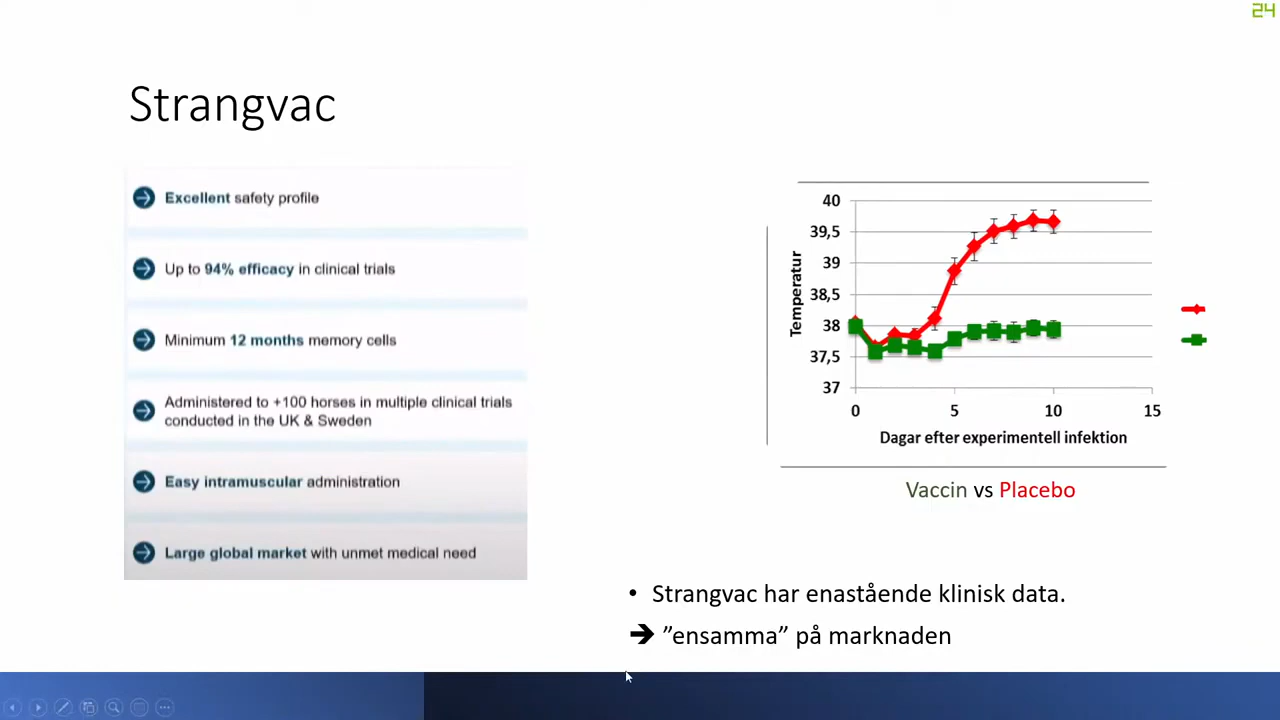 24
Strangvac
Excellent safety profile
Up to 94% efficacy in clinical trials
Minimum 12 months memory cells
Administered to +100 horses in multiple clinical trials
conducted in the UK & Sweden
Easy intramuscular administration
Large global market with unmet medical need
Temperatur
40
39,5
39
38,5
38
37,5
37
0 5 10 15
Dagar efter experimentell infektion
Vaccin vs Placebo
• Strangvac har enastående klinisk data.
➔ ”ensamma” på marknaden